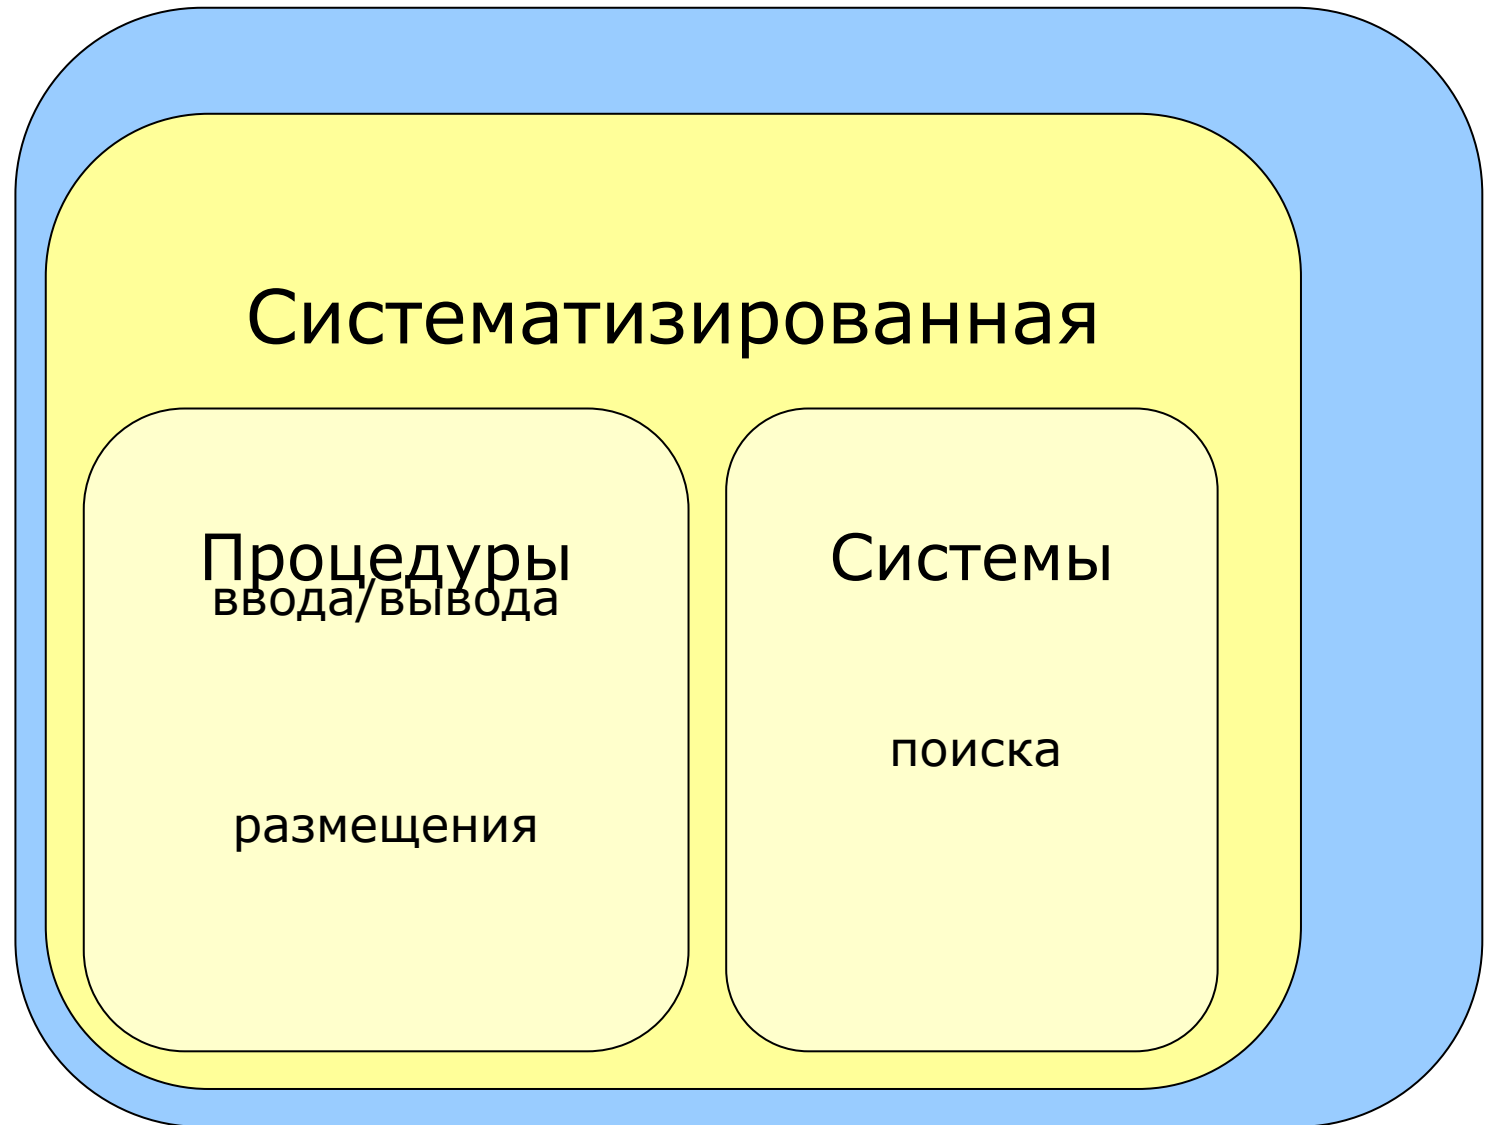 Систематизированная
Процедуры
ввода/вывода
размещения
Системы
поиска